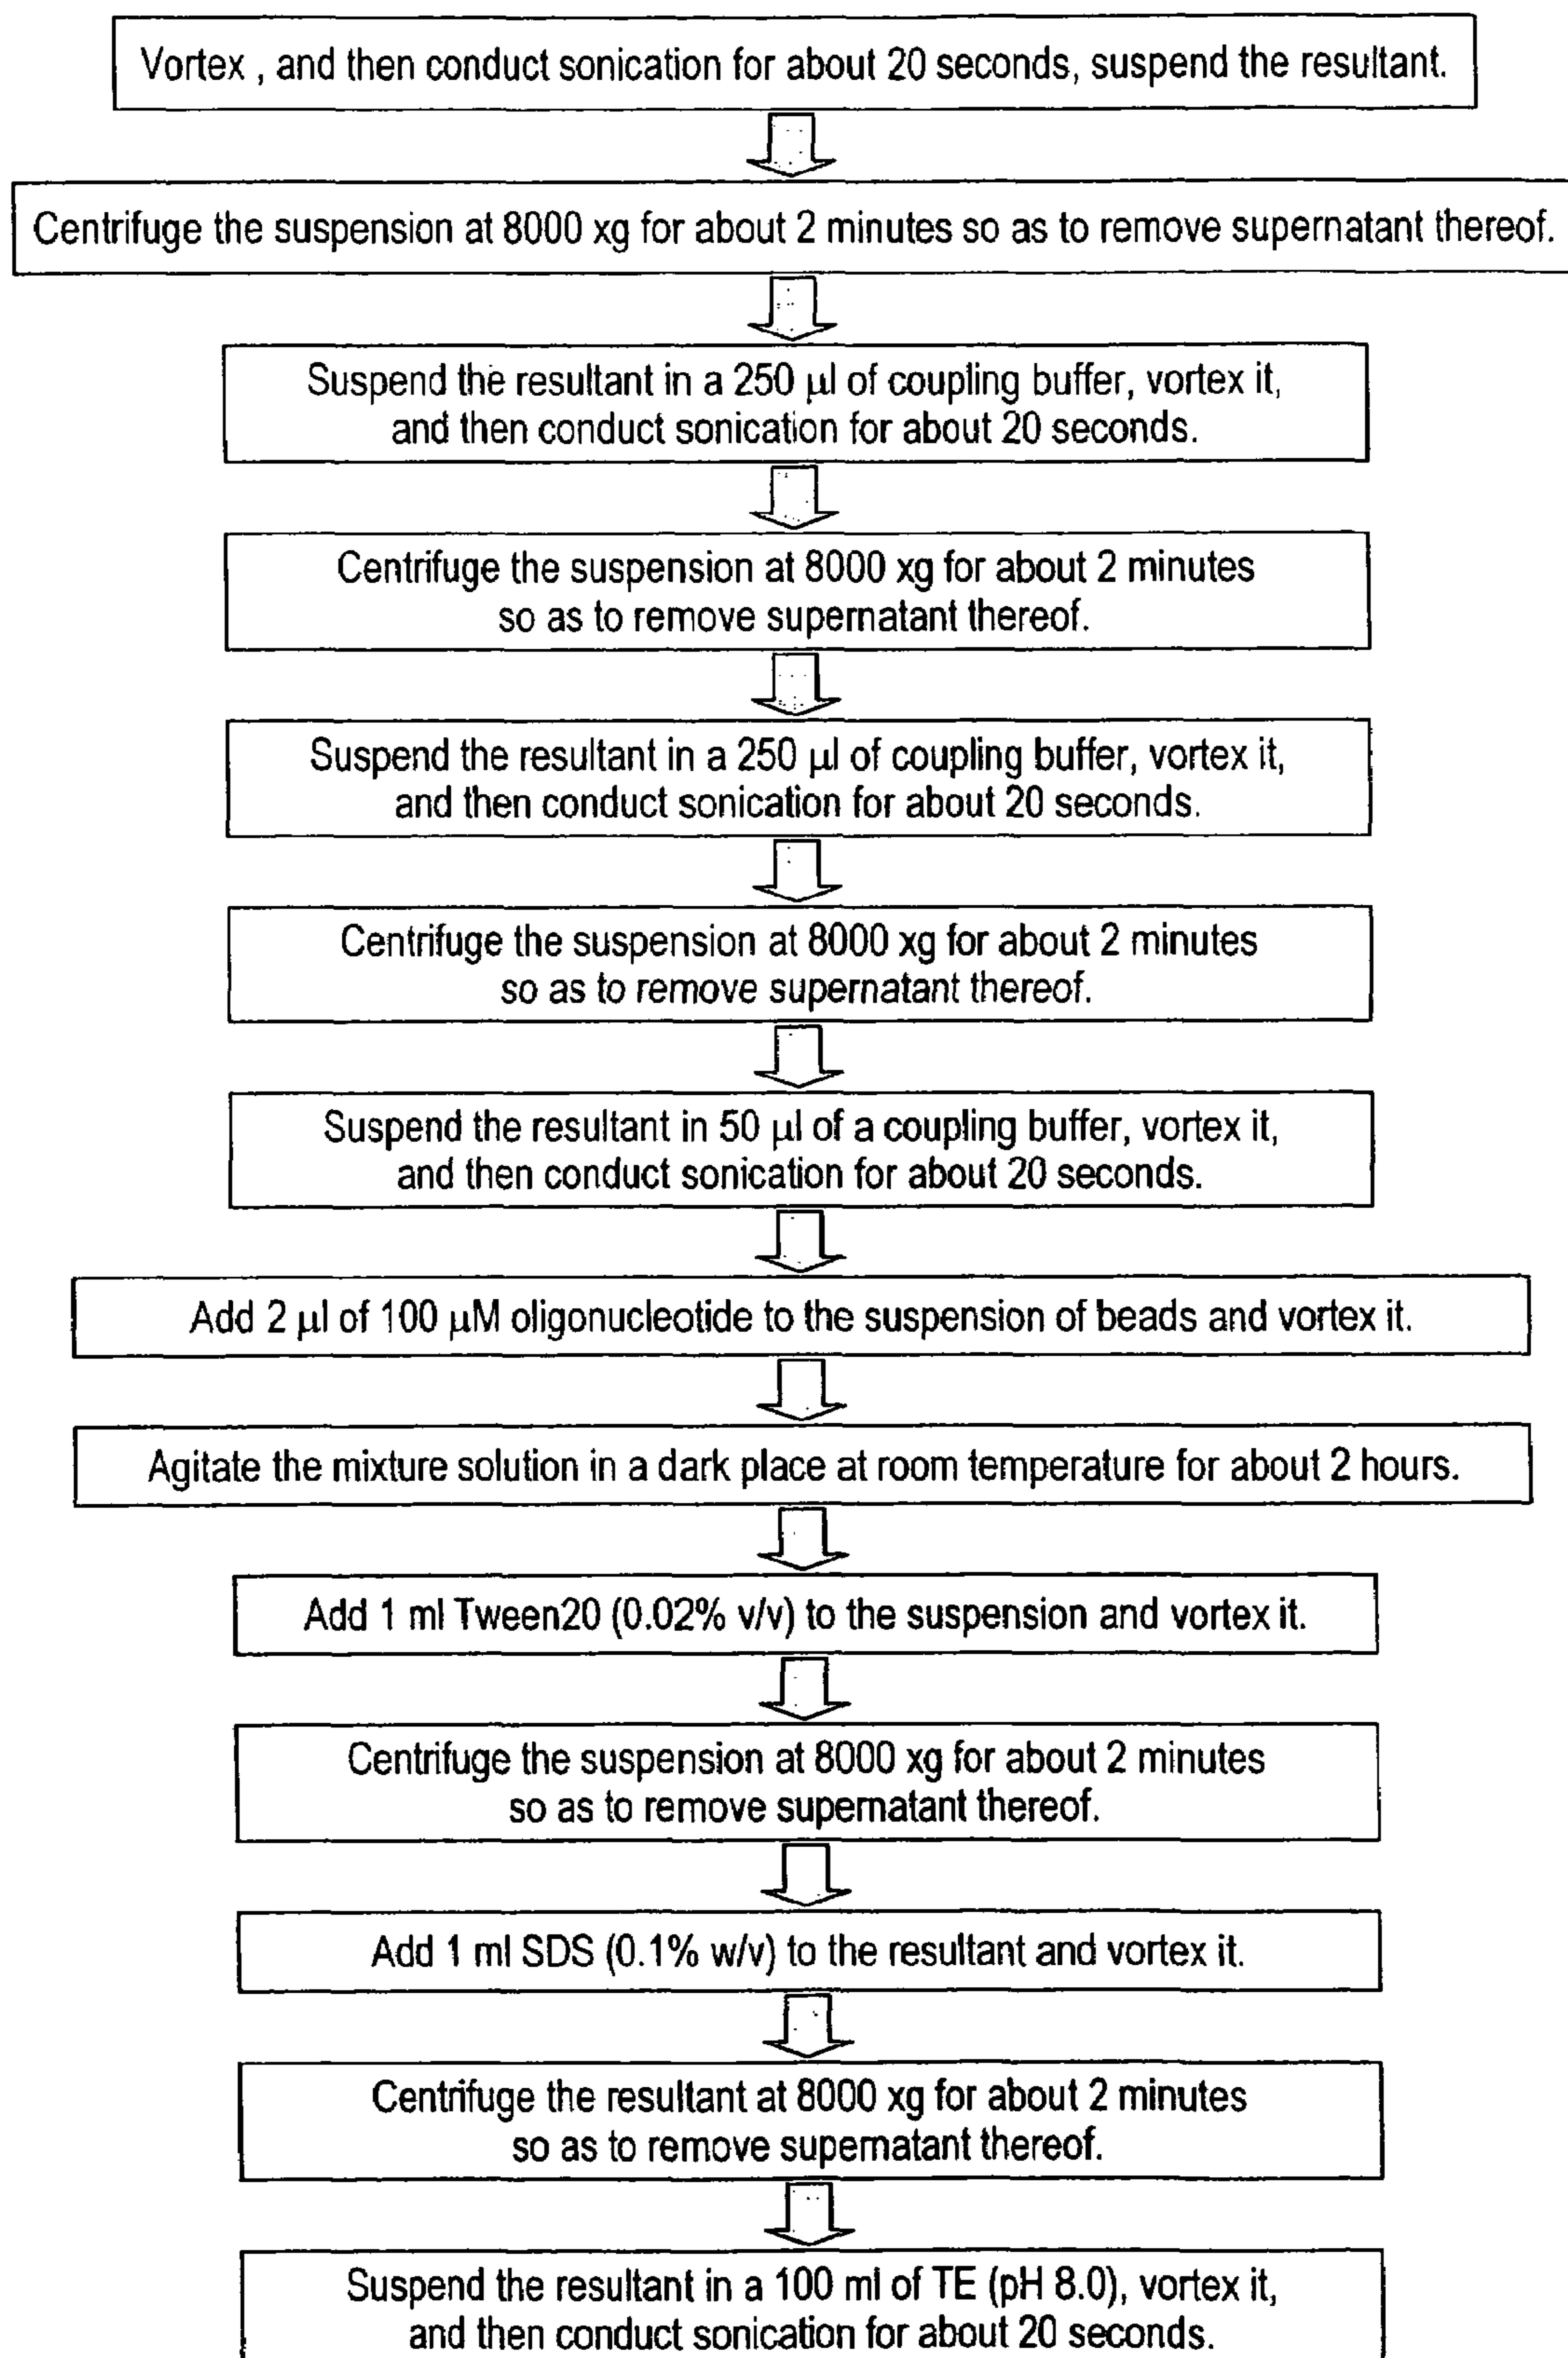 Vortex , and then conduct sonication for about 20 seconds, suspend the resultant.
Centrifuge the suspension at 8000 xg for about 2 minutes so as to remove supernatant thereof.
Suspend the resultant in a 250 µl of coupling buffer, vortex it,
and then conduct sonication for about 20 seconds.
Centrifuge the suspension at 8000 xg for about 2 minutes
so as to remove supernatant thereof.
Suspend the resultant in a 250 µl of coupling buffer, vortex it,
and then conduct sonication for about 20 seconds.
Centrifuge the suspension at 8000 xg for about 2 minutes
so as to remove supernatant thereof.
Suspend the resultant in 50 µl of a coupling buffer, vortex it,
and then conduct sonication for about 20 seconds.
Add 2 µl of 100 µM oligonucleotide to the suspension of beads and vortex it.
Agitate the mixture solution in a dark place at room temperature for about 2 hours.
Add 1 ml Tween20 (0.02% v/v) to the suspension and vortex it.
Centrifuge the suspension at 8000 xg for about 2 minutes
so as to remove supernatant thereof.
Add 1 ml SDS (0.1% w/v) to the resultant and vortex it.
Centrifuge the resultant at 8000 xg for about 2 minutes
so as to remove supernatant thereof.
Suspend the resultant in a 100 ml of TE (pH 8.0), vortex it,
and then conduct sonication for about 20 seconds.